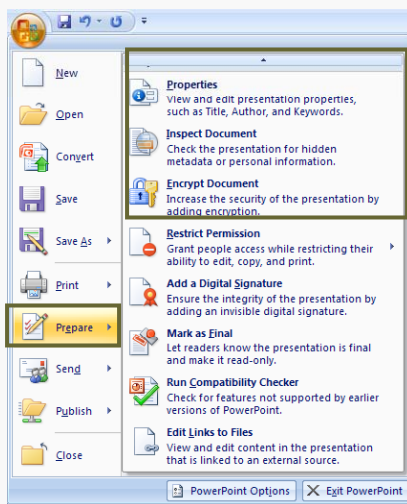 New
Open
Convert
Save
Save As
Print
Prepare
Send
Publish
Close
Properties
View and edit presentation properties,
such as Title, Author, and Keywords.
Inspect Document
Check the presentation for hidden
metadata or personal information.
Encrypt Document
Increase the security of the presentation by
adding encryption.
Restrict Permission
Grant people access while restricting their
ability to edit, copy, and print.
Add a Digital Signature
Ensure the integrity of the presentation by
adding an invisible digital signature.
Mark as Final
Let readers know the presentation is final
and make it read-only.
Run Compatibility Checker
Check for features not supported by earlier
versions of PowerPoint.
Edit Links to Files
View and edit content in the presentation
that is linked to an external source.
PowerPoint Options
Exit PowerPoint